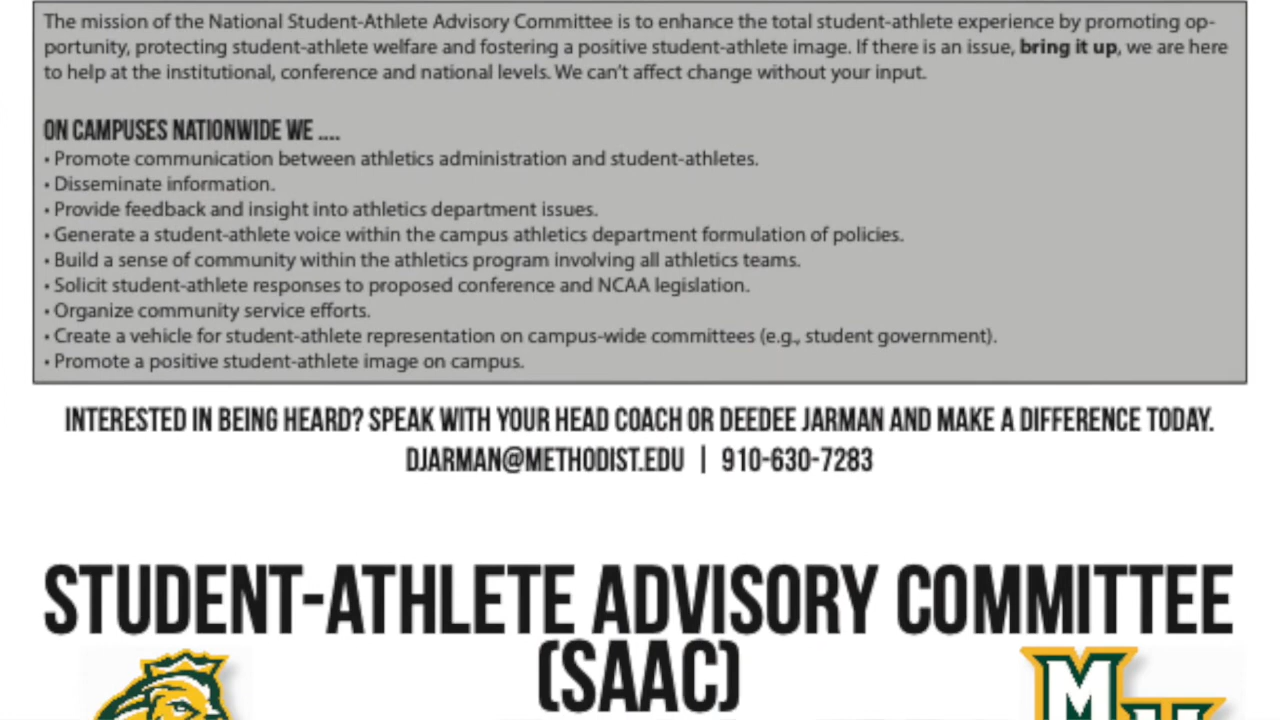 The mission of the National Student-Athlete Advisory Committee is to enhance the total student-athlete experience by promoting op-
portunity, protecting student-athlete welfare and fostering a positive student-athlete image. If there is an issue, bring it up, we are here
to help at the institutional, conference and national levels. We can't affect change without your input.
ON CAMPUSES NATIONWIDE WE ....
• Promote communication between athletics administration and student-athletes.
• Disseminate information.
• Provide feedback and insight into athletics department issues.
• Generate a student-athlete voice within the campus athletics department formulation of policies.
• Build a sense of community within the athletics program involving all athletics teams.
• Solicit student-athlete responses to proposed conference and NCAA legislation.
• Organize community service efforts.
• Create a vehicle for student-athlete representation on campus-wide committees (e.g., student government).
• Promote a positive student-athlete image on campus.
INTERESTED IN BEING HEARD? SPEAK WITH YOUR HEAD COACH OR DEEDEE JARMAN AND MAKE A DIFFERENCE TODAY.
DJARMAN@METHODIST.EDU | 910-630-7283
STUDENT-ATHLETE ADVISORY COMMITTEE
(SAAC)
MU